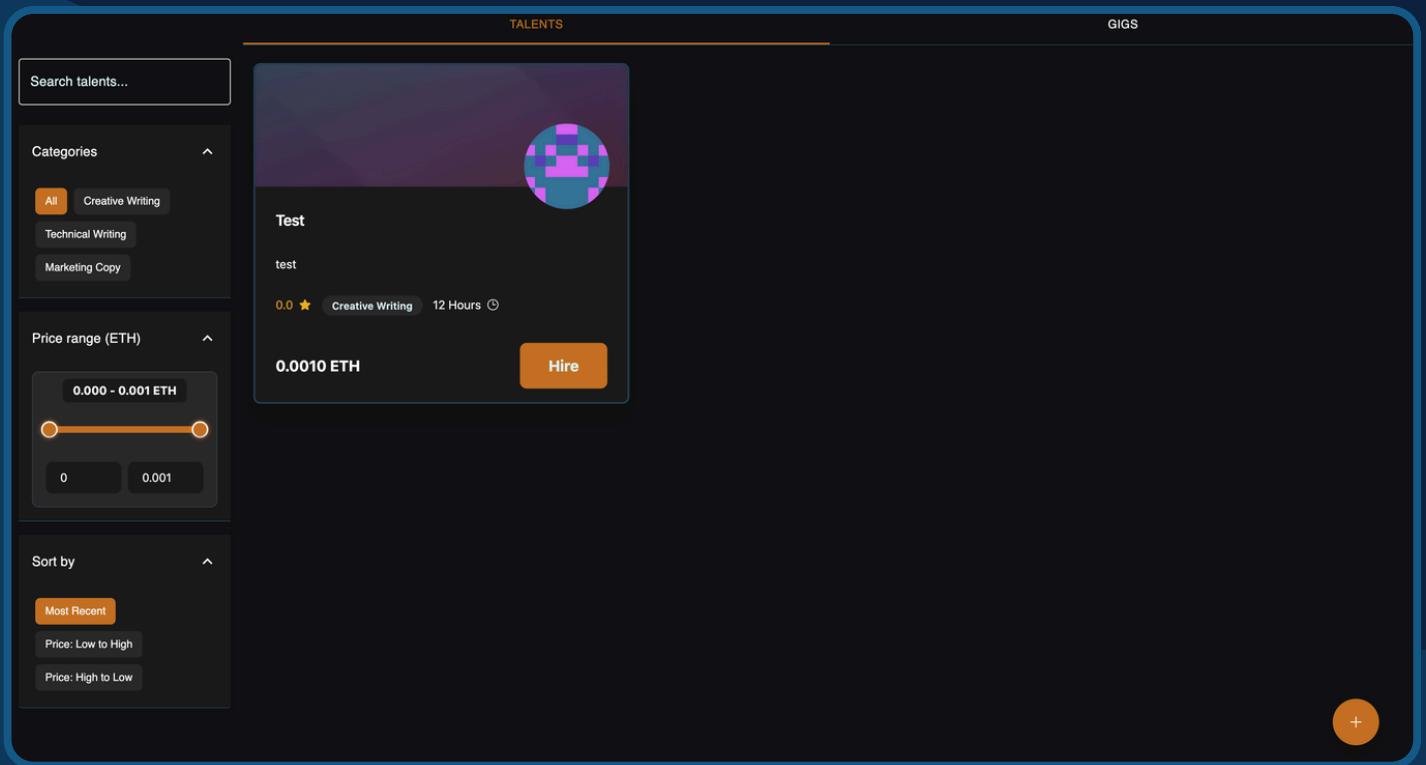 TALENTS
GIGS
Search talents...
Categories
All
Creative Writing
Technical Writing
Marketing Copy
Price range (ETH)
0.000 - 0.001 ETH
0
0.001
Sort by
Most Recent
Price: Low to High
Price: High to Low
Test
test
0.0
Creative Writing
12 Hours
0.0010 ETH
Hire
+